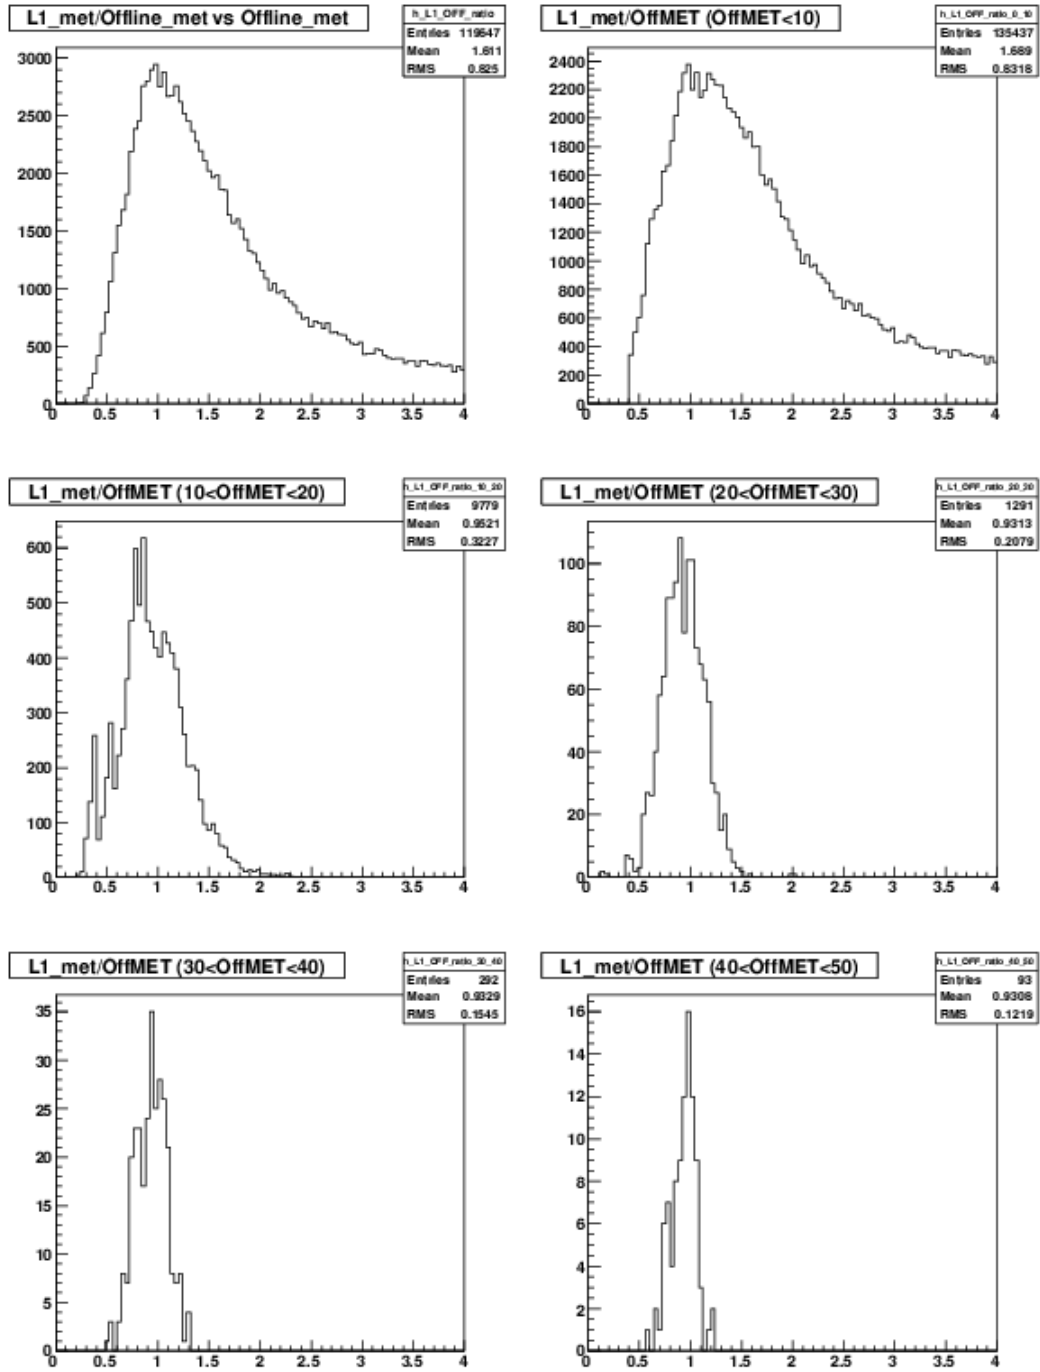 L1_met/Offline_met vs Offline_met
h_L1_OFF_ratio
Entries 119647
Mean 1.611
RMS 0.825
3000
2500
2000
1500
1000
500
0
0 0.5 1 1.5 2 2.5 3 3.5 4
L1_met/OffMET (OffMET<10)
h_L1_OFF_ratio_0_10
Entries 135437
Mean 1.689
RMS 0.8316
2400
2200
2000
1800
1600
1400
1200
1000
800
600
400
200
0
0 0.5 1 1.5 2 2.5 3 3.5 4
L1_met/OffMET (10<OffMET<20)
h_L1_OFF_ratio_10_20
Entries 9779
Mean 0.9521
RMS 0.3227
600
500
400
300
200
100
0
0 0.5 1 1.5 2 2.5 3 3.5 4
L1_met/OffMET (20<OffMET<30)
h_L1_OFF_ratio_20_30
Entries 1291
Mean 0.9313
RMS 0.2079
100
80
60
40
20
0
0 0.5 1 1.5 2 2.5 3 3.5 4
L1_met/OffMET (30<OffMET<40)
h_L1_OFF_ratio_30_40
Entries 292
Mean 0.9329
RMS 0.1545
35
30
25
20
15
10
5
0
0 0.5 1 1.5 2 2.5 3 3.5 4
L1_met/OffMET (40<OffMET<50)
h_L1_OFF_ratio_40_50
Entries 93
Mean 0.9306
RMS 0.1219
16
14
12
10
8
6
4
2
0
0 0.5 1 1.5 2 2.5 3 3.5 4